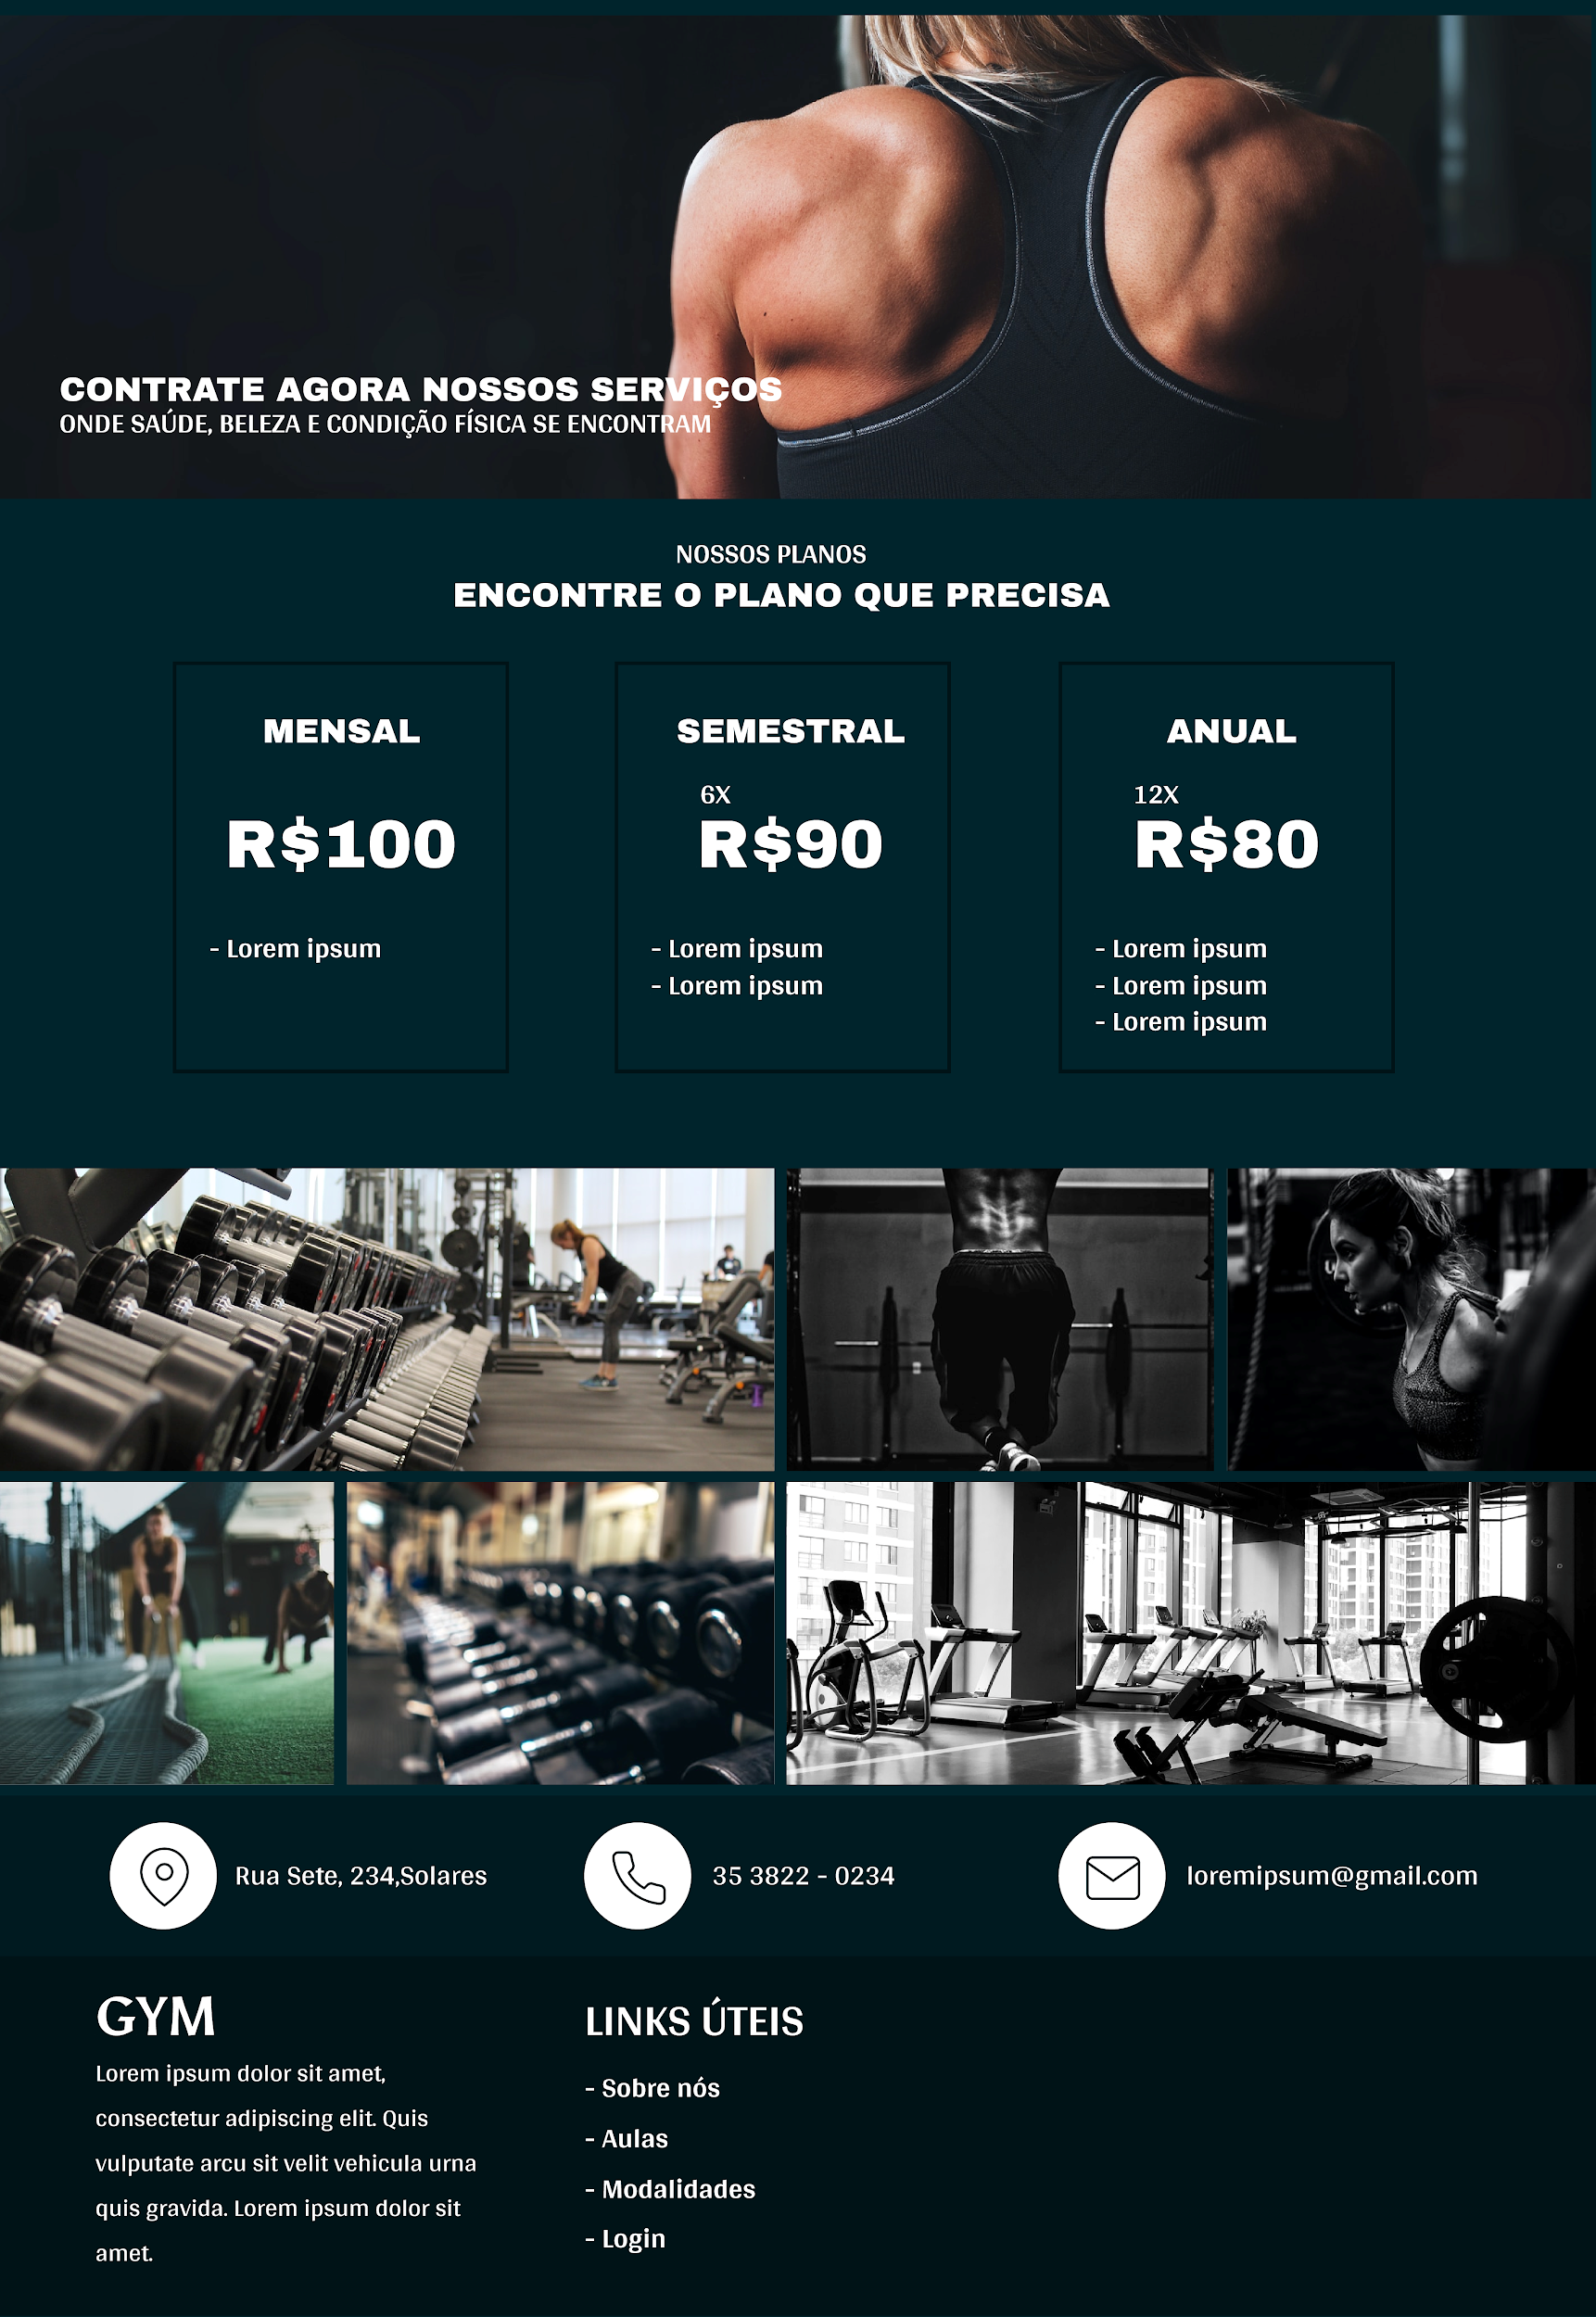 CONTRATE AGORA NOSSOS SERVIÇOS
ONDE SAÚDE, BELEZA E CONDIÇÃO FÍSICA SE ENCONTRAM
NOSSOS PLANOS
ENCONTRE O PLANO QUE PRECISA
MENSAL
R$100
- Lorem ipsum
SEMESTRAL
6X
R$90
- Lorem ipsum
- Lorem ipsum
ANUAL
12X
R$80
- Lorem ipsum
- Lorem ipsum
- Lorem ipsum
Rua Sete, 234,Solares
35 3822 - 0234
loremipsum@gmail.com
GYM
Lorem ipsum dolor sit amet,
consectetur adipiscing elit. Quis
vulputate arcu sit velit vehicula urna
quis gravida. Lorem ipsum dolor sit
amet.
LINKS ÚTEIS
- Sobre nós
- Aulas
- Modalidades
- Login